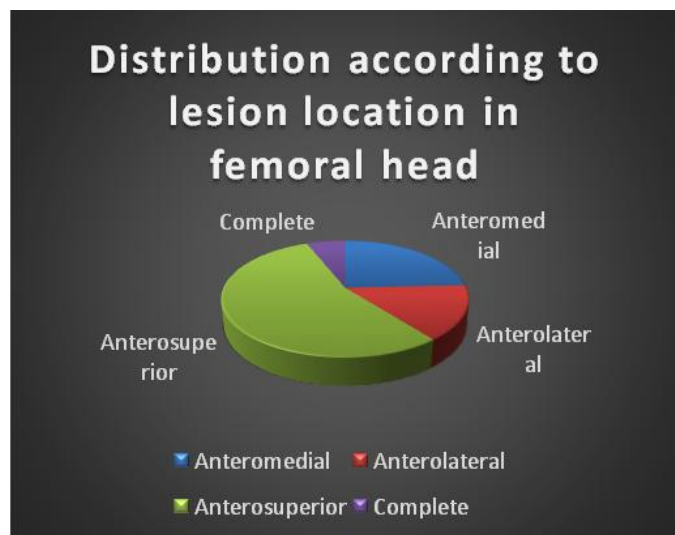 Distribution according to
lesion location in
femoral head
Complete
Anteromed
ial
Anterosupe
rior
Anterolater
al
Anteromedial Anterolateral
Anterosuperior Complete